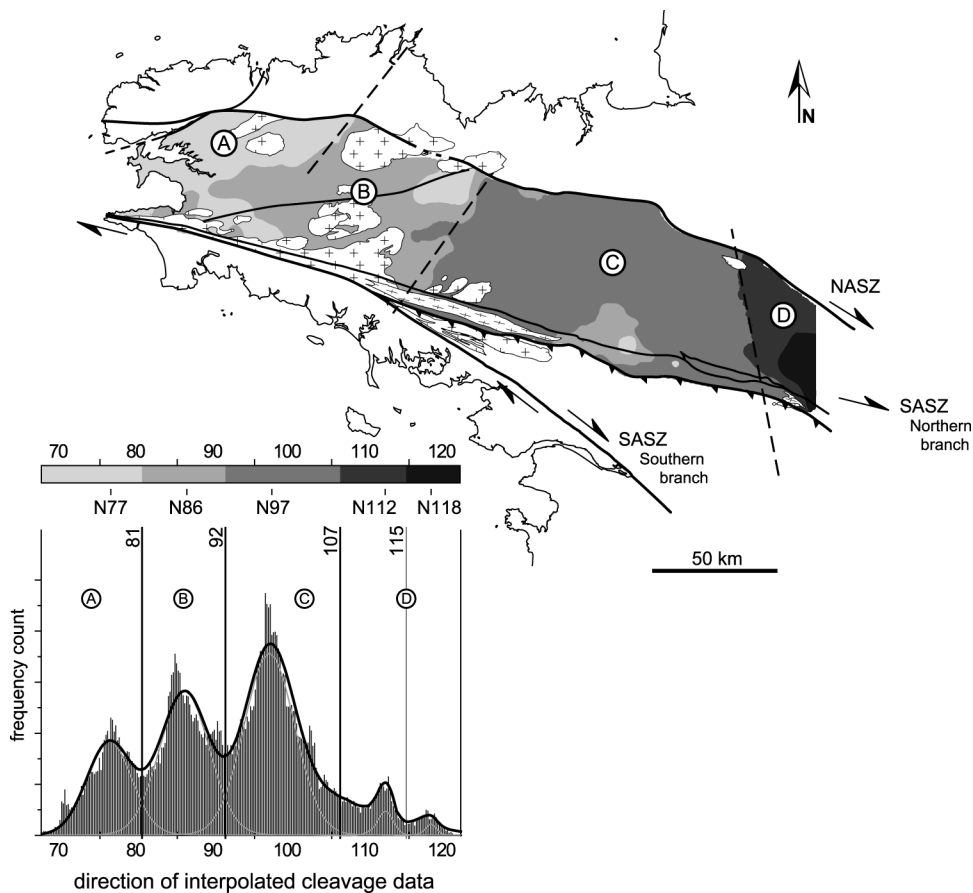 N
A
B
C
D
NASZ
SASZ
Northern
branch
SASZ
Southern
branch
50 km
70 80 90 100 110 120
N77 N86 N97 N112 N118
81 92 107 115
A B C D
frequency count
70 80 90 100 110 120
direction of interpolated cleavage data